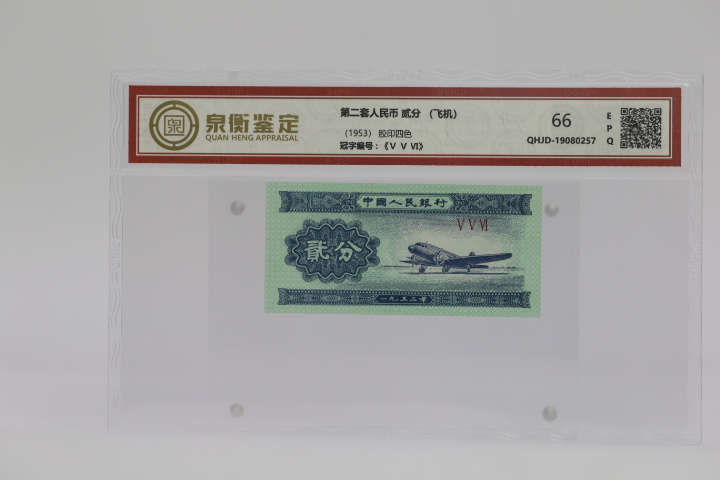 泉衡鉴定
QUAN HENG APPRAISAL
第二套人民币 贰分 （飞机）
（1953） 胶印四色
冠字编号：《Ⅴ Ⅴ Ⅵ》
66
E
P
Q
QHJD-19080257
中國人民銀行
ⅤⅤⅥ
貳分
一九五三年